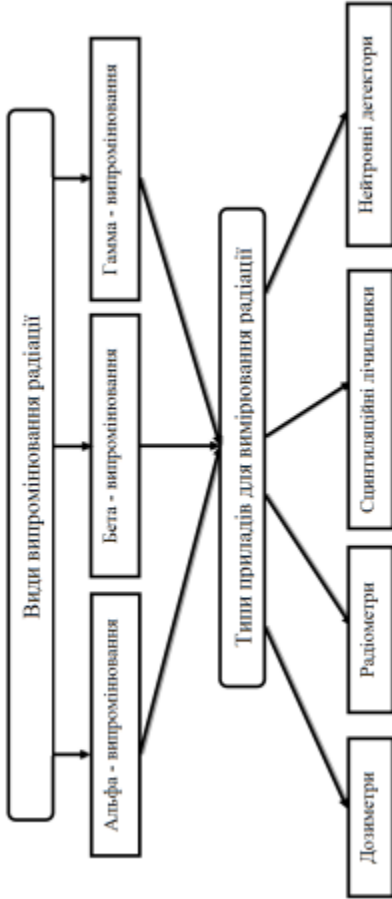 Види випромінювання радіації
Альфа - випромінювання
Бета - випромінювання
Гамма - випромінювання
Типи приладів для вимірювання радіації
Дозиметри
Радіометри
Сцинтиляційні лічильники
Нейтронні детектори